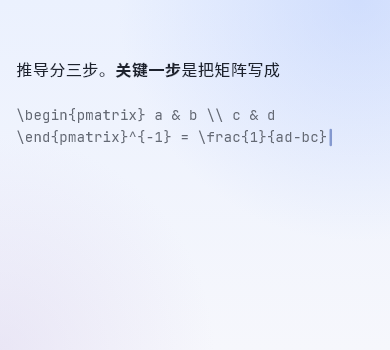 推导分三步。关键一步是把矩阵写成
\begin{pmatrix} a & b \\ c & d
\end{pmatrix}^{-1} = \frac{1}{ad-bc}